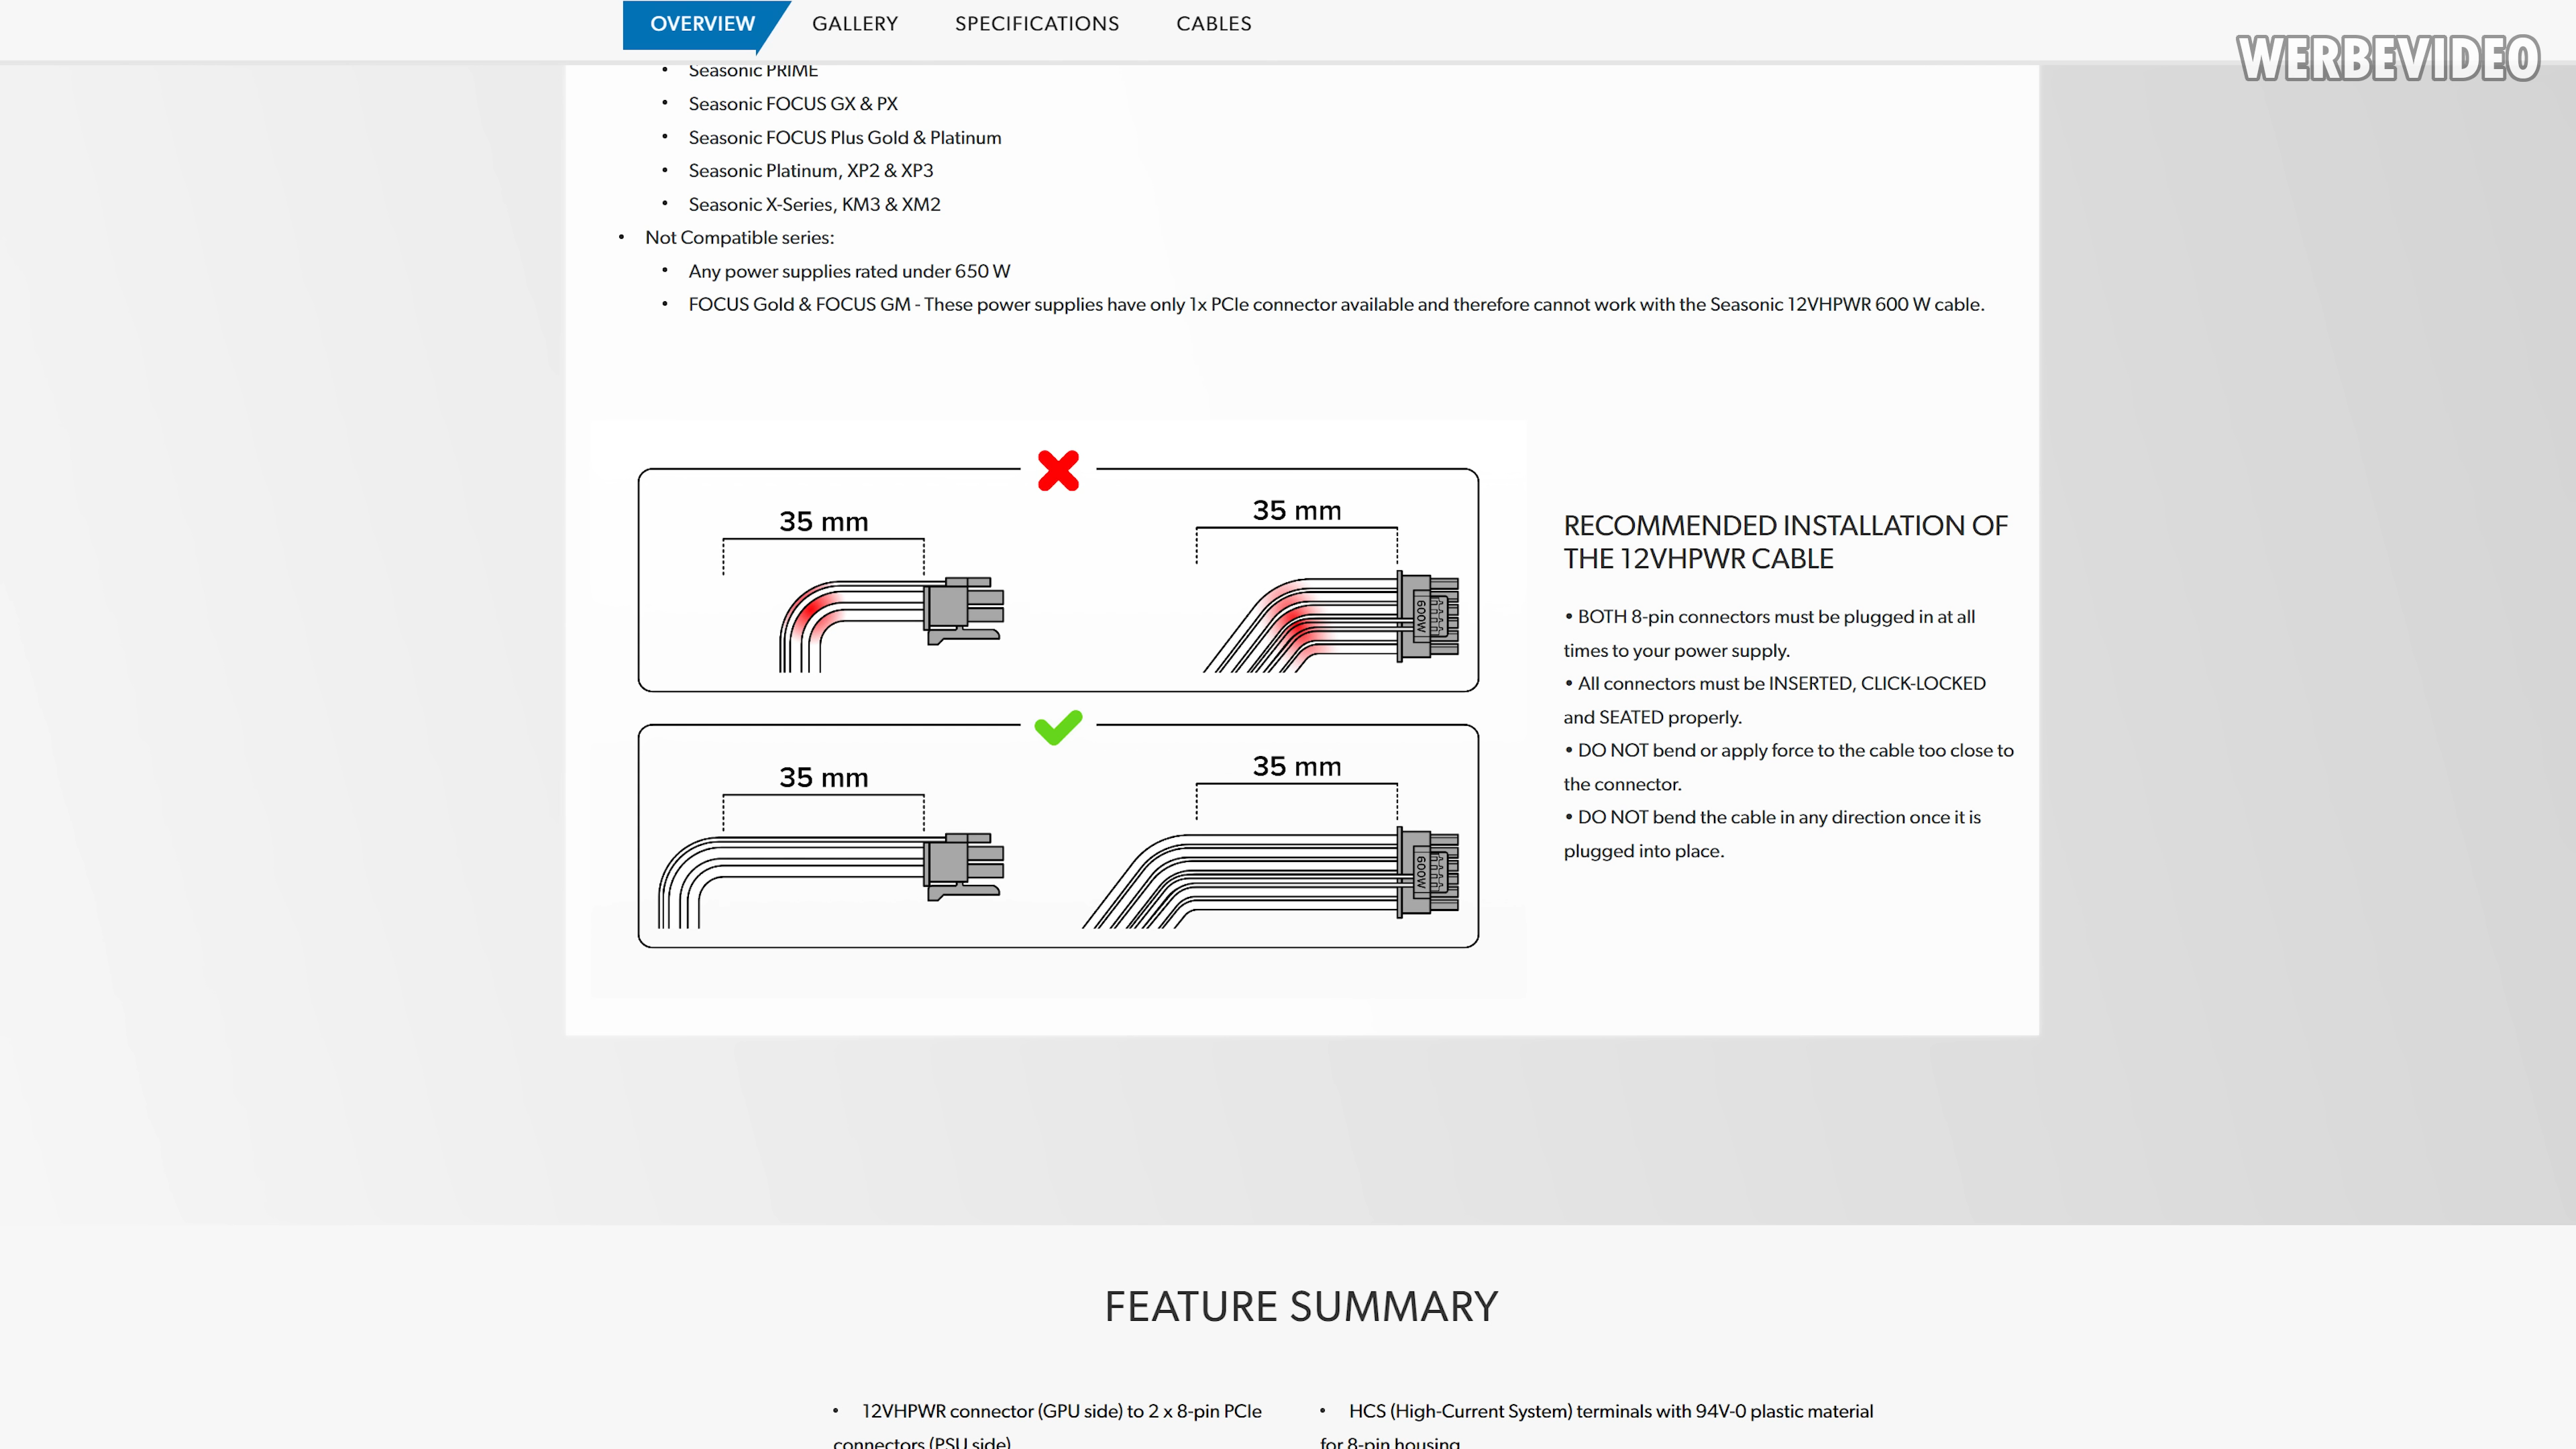 OVERVIEW GALLERY SPECIFICATIONS CABLES
WERBEVIDEO
• Seasonic PRIME
• Seasonic FOCUS GX & PX
• Seasonic FOCUS Plus Gold & Platinum
• Seasonic Platinum, XP2 & XP3
• Seasonic X-Series, KM3 & XM2
• Not Compatible series:
• Any power supplies rated under 650 W
• FOCUS Gold & FOCUS GM - These power supplies have only 1x PCIe connector available and therefore cannot work with the Seasonic 12VHPWR 600 W cable.
35 mm
35 mm
600W
35 mm
35 mm
600W
RECOMMENDED INSTALLATION OF
THE 12VHPWR CABLE
• BOTH 8-pin connectors must be plugged in at all
times to your power supply.
• All connectors must be INSERTED, CLICK-LOCKED
and SEATED properly.
• DO NOT bend or apply force to the cable too close to
the connector.
• DO NOT bend the cable in any direction once it is
plugged into place.
FEATURE SUMMARY
• 12VHPWR connector (GPU side) to 2 x 8-pin PCIe
connectors (PSU side)
• HCS (High-Current System) terminals with 94V-0 plastic material
for 8-pin housing